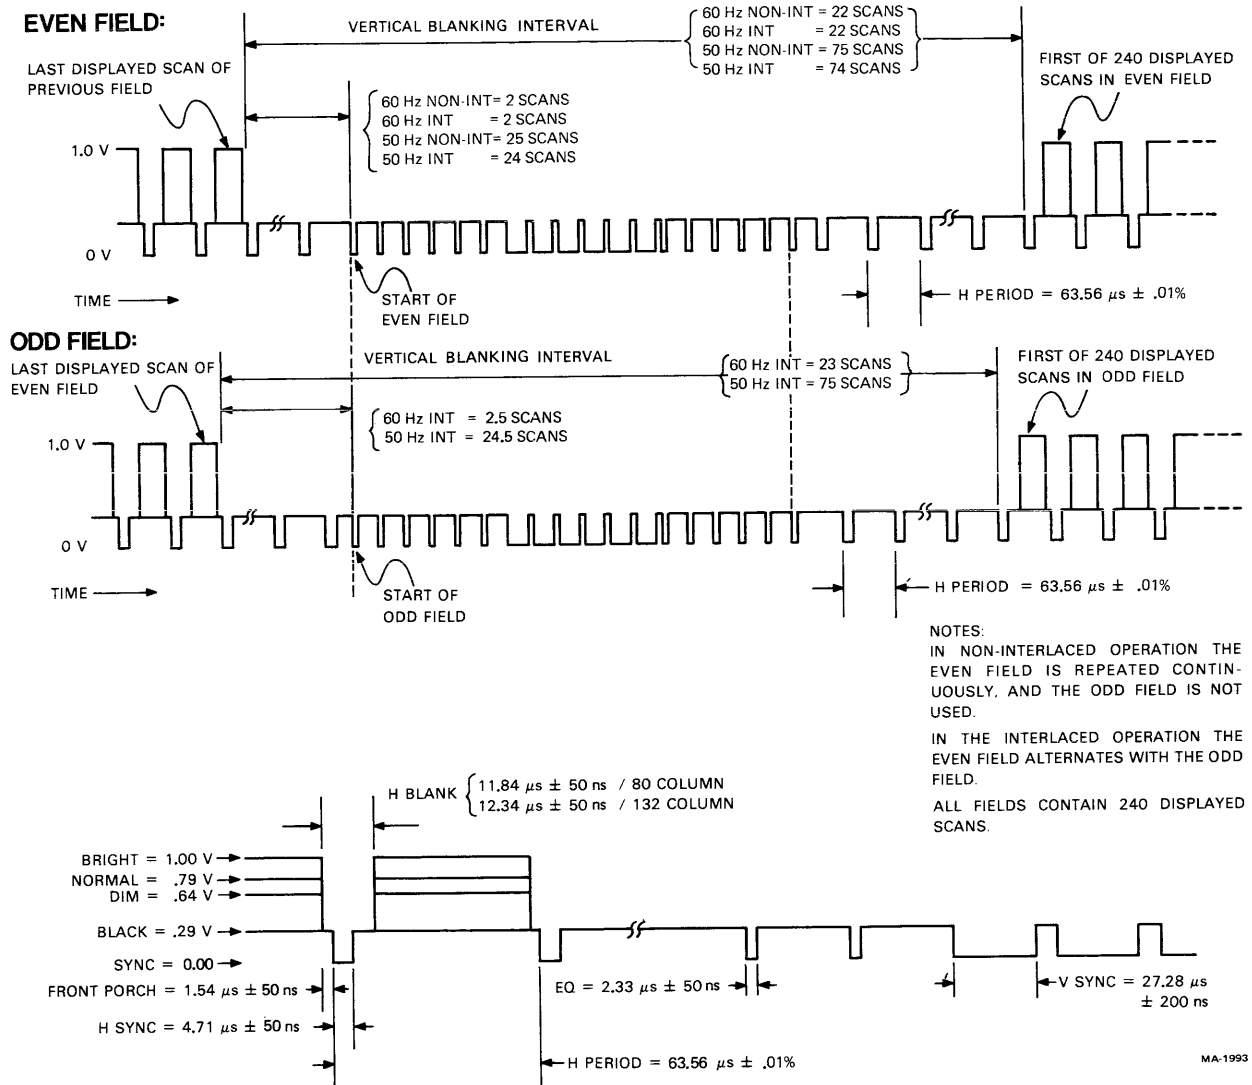 EVEN FIELD:
VERTICAL BLANKING INTERVAL
60 Hz NON-INT = 22 SCANS
60 Hz INT = 22 SCANS
50 Hz NON-INT = 75 SCANS
50 Hz INT = 74 SCANS
LAST DISPLAYED SCAN OF
PREVIOUS FIELD
FIRST OF 240 DISPLAYED
SCANS IN EVEN FIELD
60 Hz NON-INT = 2 SCANS
60 Hz INT = 2 SCANS
50 Hz NON-INT = 25 SCANS
50 Hz INT = 24 SCANS
1.0 V
0 V
TIME
START OF
EVEN FIELD
H PERIOD = 63.56 µs ± .01%
ODD FIELD:
LAST DISPLAYED SCAN OF
EVEN FIELD
VERTICAL BLANKING INTERVAL
60 Hz INT = 23 SCANS
50 Hz INT = 75 SCANS
FIRST OF 240 DISPLAYED
SCANS IN ODD FIELD
60 Hz INT = 2.5 SCANS
50 Hz INT = 24.5 SCANS
1.0 V
0 V
TIME
START OF
ODD FIELD
H PERIOD = 63.56 µs ± .01%
NOTES:
IN NON-INTERLACED OPERATION THE
EVEN FIELD IS REPEATED CONTIN-
UOUSLY, AND THE ODD FIELD IS NOT
USED.
IN THE INTERLACED OPERATION THE
EVEN FIELD ALTERNATES WITH THE ODD
FIELD.
ALL FIELDS CONTAIN 240 DISPLAYED
SCANS.
H BLANK
11.84 µs ± 50 ns / 80 COLUMN
12.34 µs ± 50 ns / 132 COLUMN
BRIGHT = 1.00 V
NORMAL = .79 V
DIM = .64 V
BLACK = .29 V
SYNC = 0.00
FRONT PORCH = 1.54 µs ± 50 ns
EQ = 2.33 µs ± 50 ns
V SYNC = 27.28 µs
± 200 ns
H SYNC = 4.71 µs ± 50 ns
H PERIOD = 63.56 µs ± .01%
MA-1993